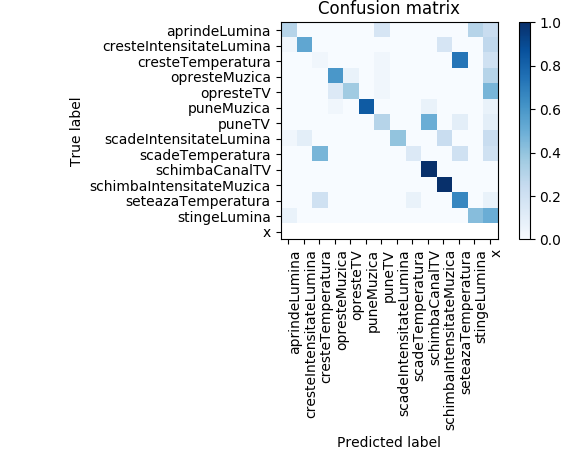 Confusion matrix
True label
aprindeLumina
cresteIntensitateLumina
cresteTemperatura
opresteMuzica
opresteTV
puneMuzica
puneTV
scadeIntensitateLumina
scadeTemperatura
schimbaCanalTV
schimbaIntensitateMuzica
seteazaTemperatura
stingeLumina
x
aprindeLumina
cresteIntensitateLumina
cresteTemperatura
opresteMuzica
opresteTV
puneMuzica
puneTV
scadeIntensitateLumina
scadeTemperatura
schimbaCanalTV
schimbaIntensitateMuzica
seteazaTemperatura
stingeLumina
x
Predicted label
1.0
0.8
0.6
0.4
0.2
0.0